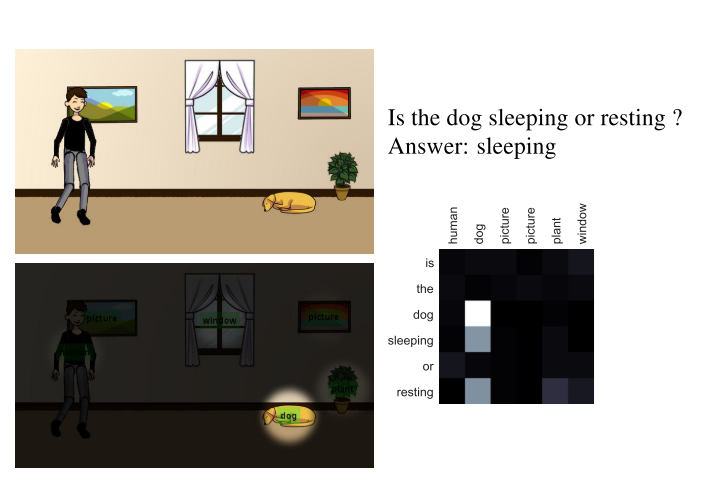 Is the dog sleeping or resting ?
Answer: sleeping
human
dog
picture
picture
plant
window
is
the
dog
sleeping
or
resting
picture
window
picture
plant
dog